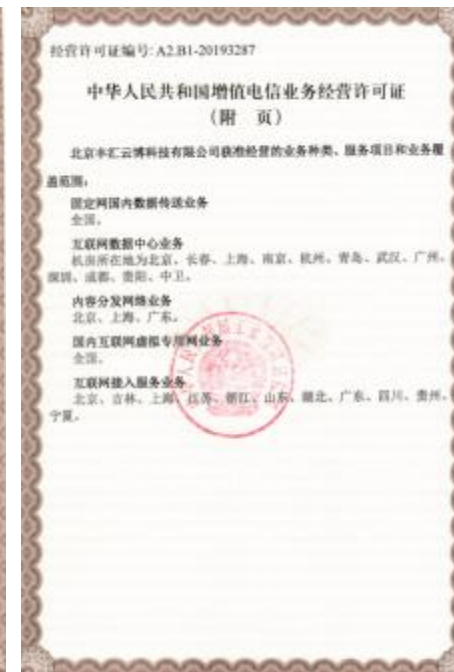 经营许可证编号: A2.B1-20193287
中华人民共和国增值电信业务经营许可证
(附 页)
北京丰汇云博科技有限公司获准经营的业务种类、服务项目和业务覆
盖范围:
固定网国内数据传送业务
全国。
互联网数据中心业务
机房所在地为北京、长春、上海、南京、杭州、青岛、武汉、广州、
深圳、成都、贵阳、中卫。
内容分发网络业务
北京、上海、广东。
国内互联网虚拟专用网业务
全国。
互联网接入服务业务
北京、吉林、上海、江苏、浙江、山东、湖北、广东、四川、贵州、
宁夏。